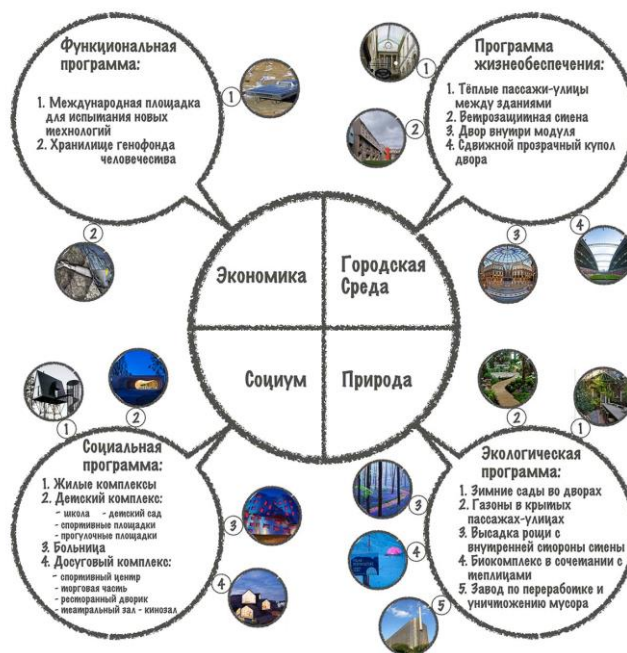 Функциональная
программа:
1. Международная площадка
для испытания новых
технологий
2. Хранилище генофонда
человечества
1
2
Программа
жизнеобеспечения:
1. Тёплые пассажи-улицы
между зданиями
2. Ветрозащитная стена
3. Двор внутри модуля
4. Сдвижной прозрачный купол
двора
1
2
3
4
Экономика
Городская
Среда
Социум
Природа
1
2
Социальная
программа:
1. Жилые комплексы
2. Детский комплекс:
- школа - детский сад
- спортивные площадки
- прогулочные площадки
3. Больница
4. Досуговый комплекс:
- спортивный центр
- торговая часть
- ресторанный дворик
- театральный зал - кинозал
3
4
2
1
Экологическая
программа:
1. Зимние сады во дворах
2. Газоны в крытых
пассажах-улицах
3. Высадка рощи с
внутренней стороны стены
4. Биокомплекс в сочетании с
теплицами
5. Завод по переработке и
уничтожению мусора
3
4
5